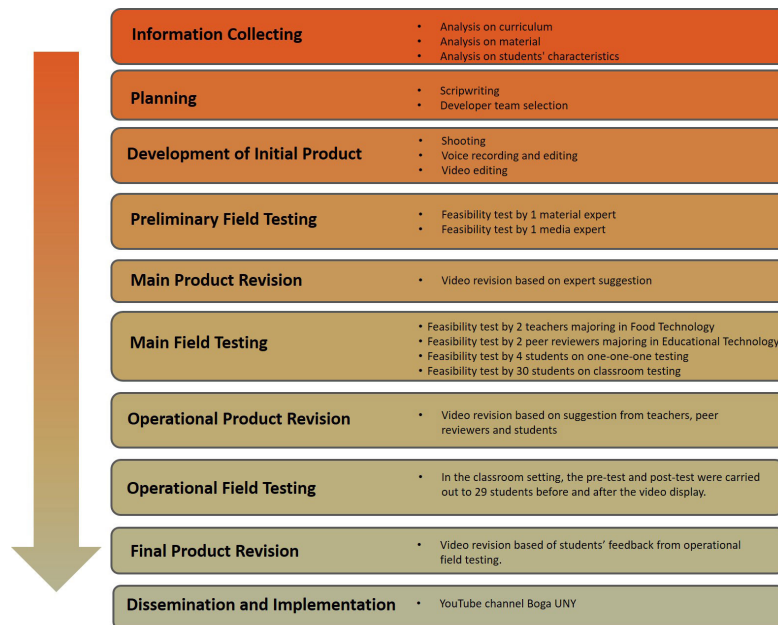 Information Collecting
• Analysis on curriculum
• Analysis on material
• Analysis on students' characteristics
Planning
• Scripwriting
• Developer team selection
Development of Initial Product
• Shooting
• Voice recording and editing
• Video editing
Preliminary Field Testing
• Feasibility test by 1 material expert
• Feasibility test by 1 media expert
Main Product Revision
• Video revision based on expert suggestion
Main Field Testing
• Feasibility test by 2 teachers majoring in Food Technology
• Feasibility test by 2 peer reviewers majoring in Educational Technology
• Feasibility test by 4 students on one-one-one testing
• Feasibility test by 30 students on classroom testing
Operational Product Revision
• Video revision based on suggestion from teachers, peer
reviewers and students
Operational Field Testing
• In the classroom setting, the pre-test and post-test were carried
out to 29 students before and after the video display.
Final Product Revision
• Video revision based of students' feedback from operational
field testing.
Dissemination and Implementation
• YouTube channel Boga UNY